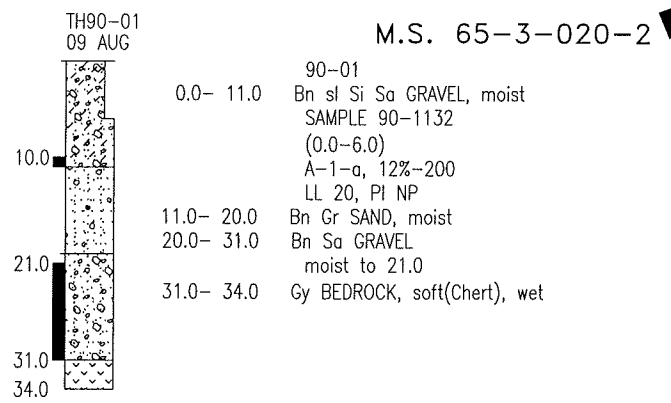 TH90-01
09 AUG
M.S. 65-3-020-2
90-01
0.0- 11.0 Bn sl Si Sa GRAVEL, moist
SAMPLE 90-1132
(0.0-6.0)
A-1-a, 12%-200
LL 20, PI NP
11.0- 20.0 Bn Gr SAND, moist
20.0- 31.0 Bn Sa GRAVEL
moist to 21.0
31.0- 34.0 Gy BEDROCK, soft(Chert), wet
10.0
21.0
31.0
34.0